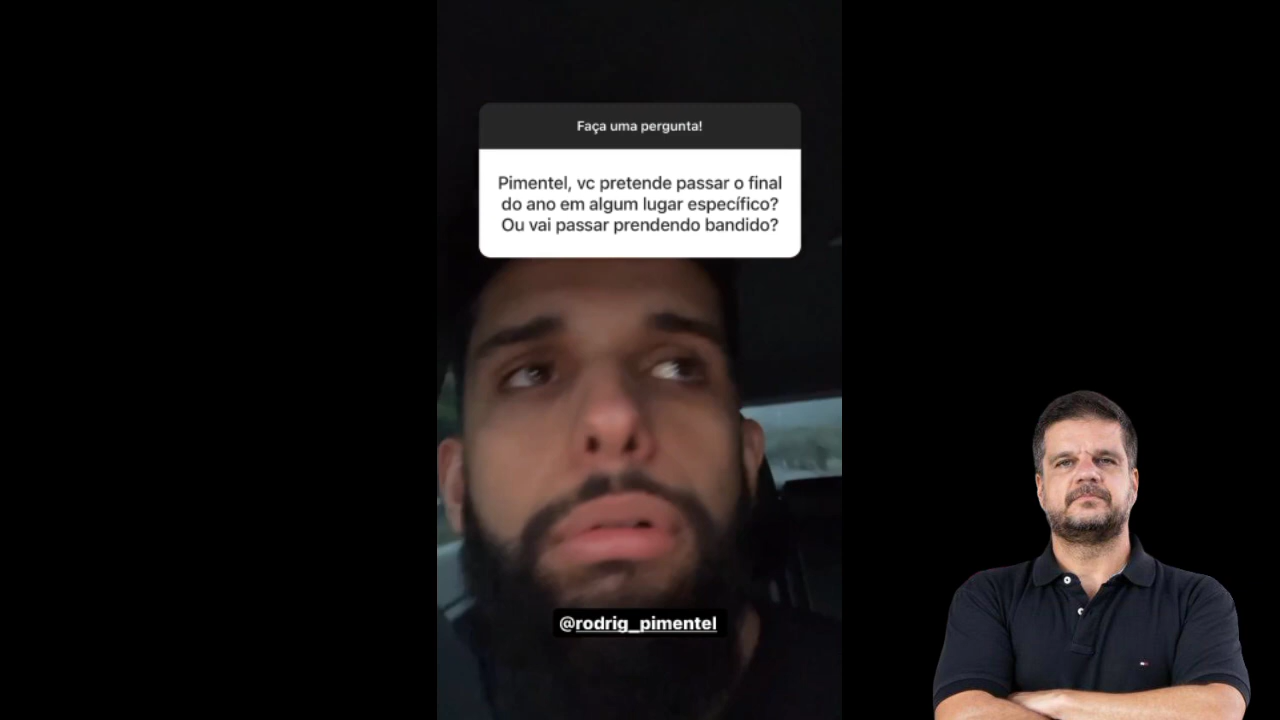 Faça uma pergunta!
Pimentel, vc pretende passar o final
do ano em algum lugar específico?
Ou vai passar prendendo bandido?
@rodrig_pimentel